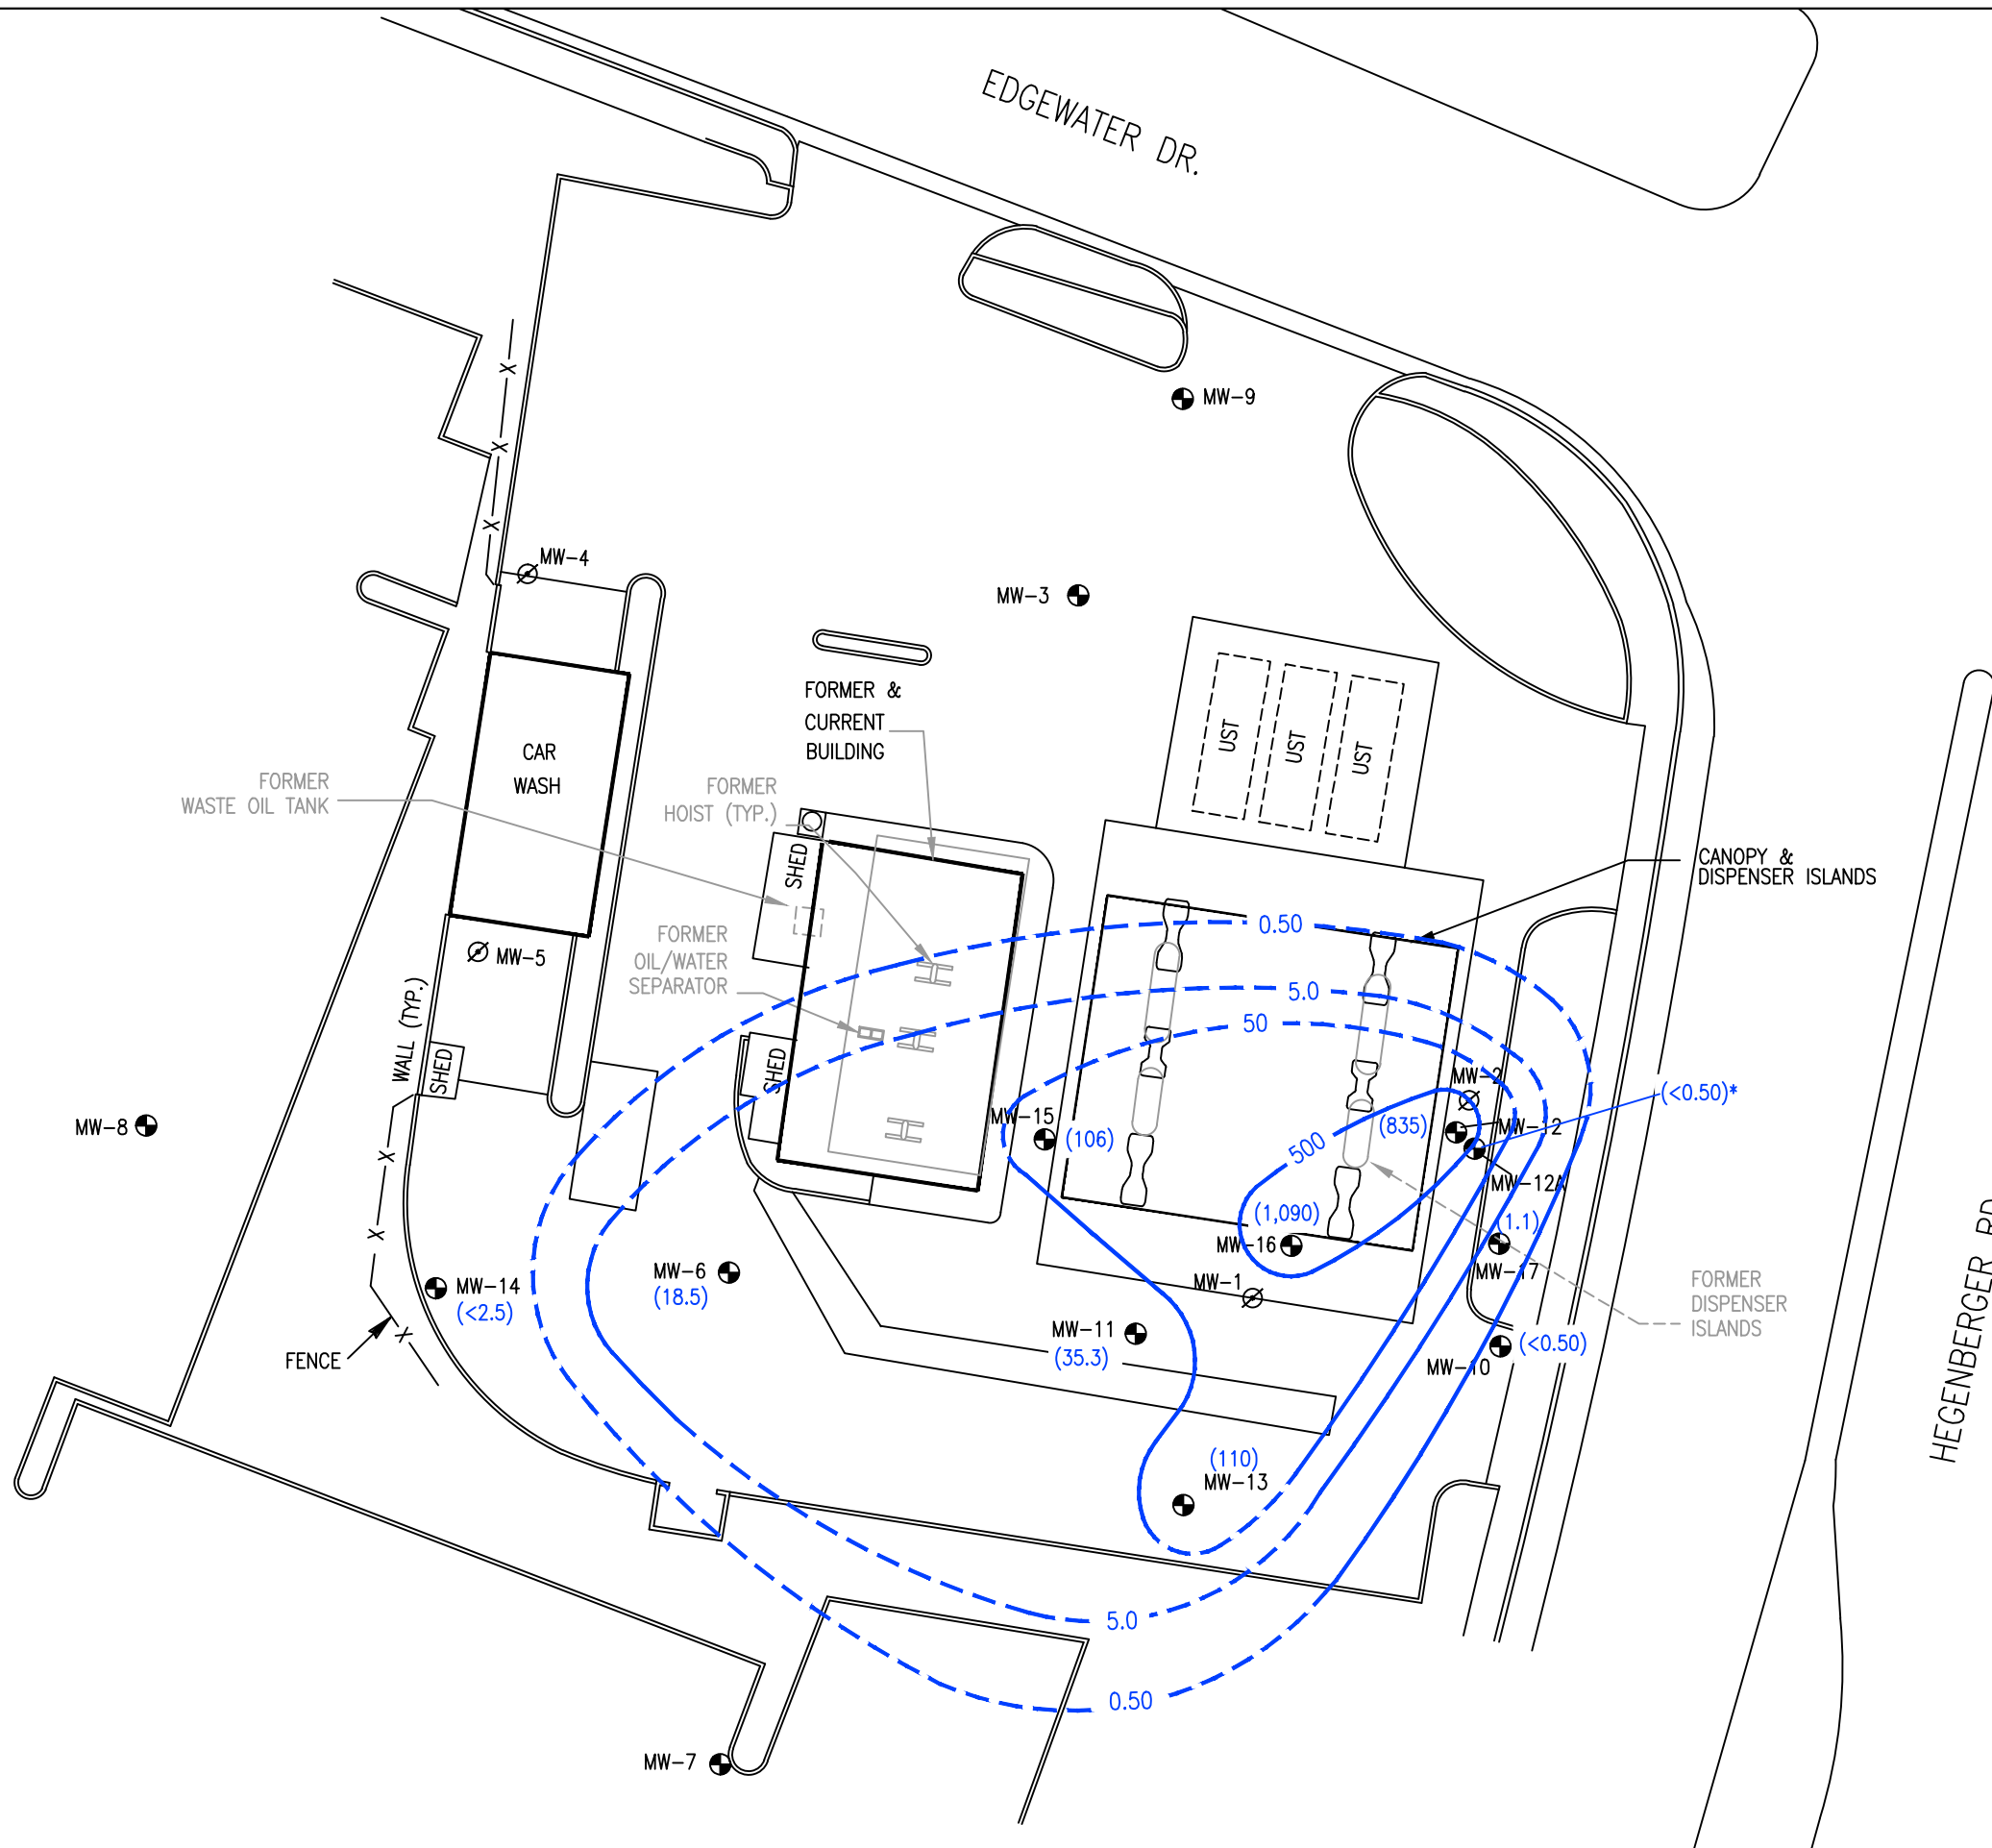 EDGEWATER DR.
MW-9
MW-4
MW-3
FORMER &
CURRENT
BUILDING
UST
UST
UST
CAR
WASH
FORMER
WASTE OIL TANK
FORMER
HOIST (TYP.)
SHED
CANOPY &
DISPENSER ISLANDS
0.50
FORMER
OIL/WATER
SEPARATOR
MW-5
5.0
50
WALL (TYP.)
SHED
SHED
MW-2
(<0.50)*
MW-8
MW-15
(106)
(835)
MW-12
500
MW-12A
(1,090)
(1.1)
MW-16
MW-17
X
X
X
X
X
X
MW-14
(<2.5)
MW-6
(18.5)
MW-1
FORMER
DISPENSER
ISLANDS
MW-11
(35.3)
(<0.50)
MW-10
FENCE
HEGENBERGER RD
(110)
MW-13
5.0
0.50
MW-7